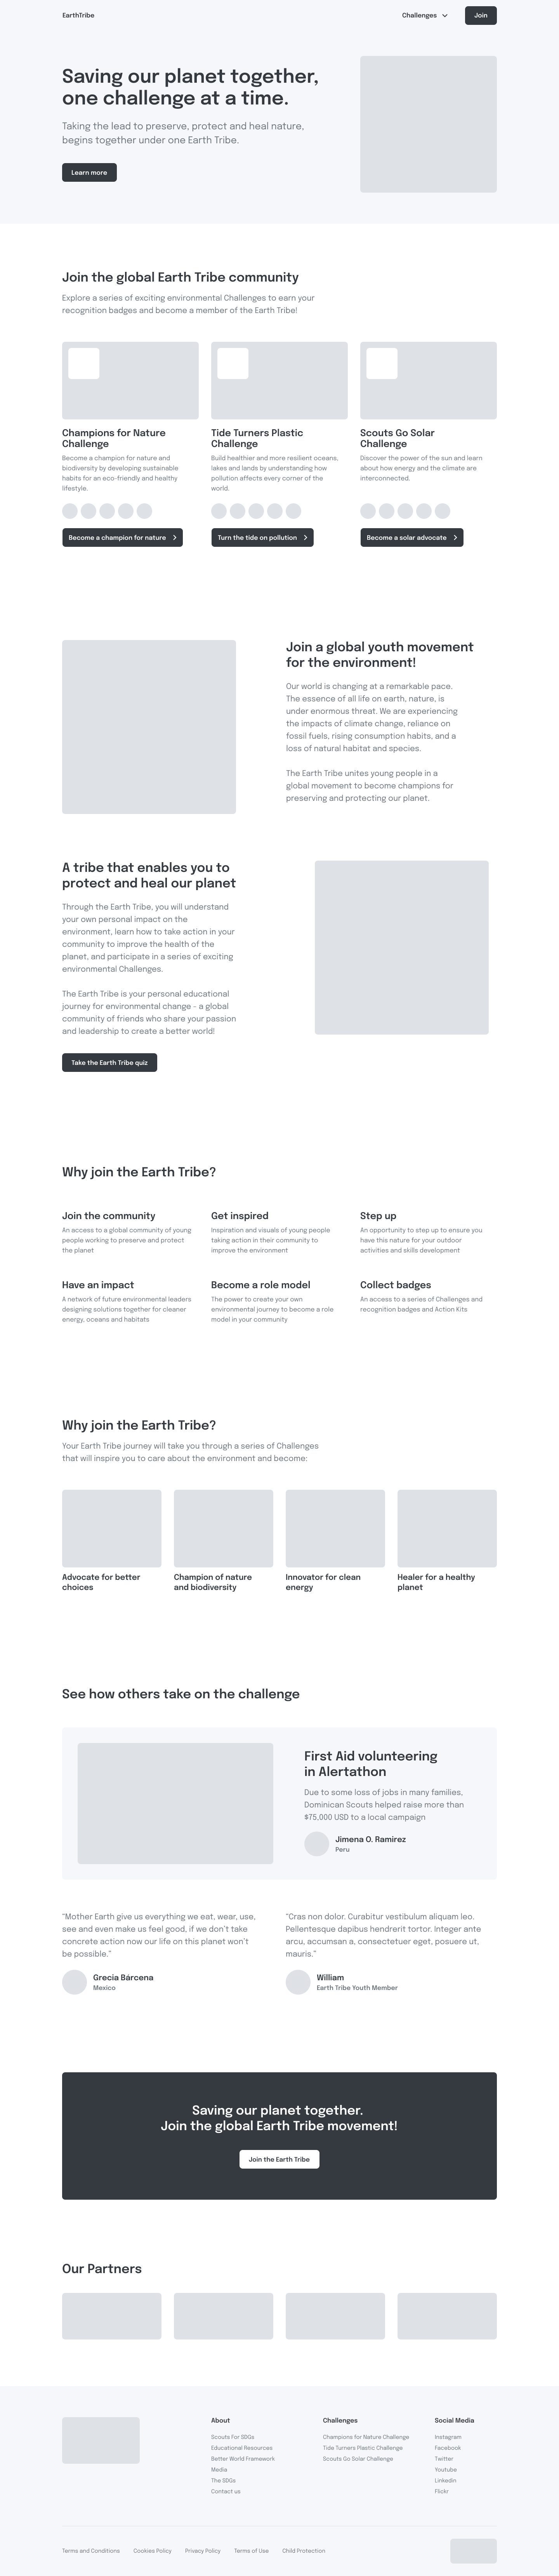 EarthTribe
Challenges
Join
Saving our planet together,
one challenge at a time.
Taking the lead to preserve, protect and heal nature,
begins together under one Earth Tribe.
Learn more
Join the global Earth Tribe community
Explore a series of exciting environmental Challenges to earn your
recognition badges and become a member of the Earth Tribe!
Champions for Nature
Challenge
Become a champion for nature and
biodiversity by developing sustainable
habits for an eco-friendly and healthy
lifestyle.
Become a champion for nature
Tide Turners Plastic
Challenge
Build healthier and more resilient oceans,
lakes and lands by understanding how
pollution affects every corner of the
world.
Turn the tide on pollution
Scouts Go Solar
Challenge
Discover the power of the sun and learn
about how energy and the climate are
interconnected.
Become a solar advocate
Join a global youth movement
for the environment!
Our world is changing at a remarkable pace.
The essence of all life on earth, nature, is
under enormous threat. We are experiencing
the impacts of climate change, reliance on
fossil fuels, rising consumption habits, and a
loss of natural habitat and species.
The Earth Tribe unites young people in a
global movement to become champions for
preserving and protecting our planet.
A tribe that enables you to
protect and heal our planet
Through the Earth Tribe, you will understand
your own personal impact on the
environment, learn how to take action in your
community to improve the health of the
planet, and participate in a series of exciting
environmental Challenges.
The Earth Tribe is your personal educational
journey for environmental change – a global
community of friends who share your passion
and leadership to create a better world!
Take the Earth Tribe quiz
Why join the Earth Tribe?
Join the community
An access to a global community of young
people working to preserve and protect
the planet
Get inspired
Inspiration and visuals of young people
taking action in their community to
improve the environment
Step up
An opportunity to step up to ensure you
have this nature for your outdoor
activities and skills development
Have an impact
A network of future environmental leaders
designing solutions together for cleaner
energy, oceans and habitats
Become a role model
The power to create your own
environmental journey to become a role
model in your community
Collect badges
An access to a series of Challenges and
recognition badges and Action Kits
Why join the Earth Tribe?
Your Earth Tribe journey will take you through a series of Challenges
that will inspire you to care about the environment and become:
Advocate for better
choices
Champion of nature
and biodiversity
Innovator for clean
energy
Healer for a healthy
planet
See how others take on the challenge
First Aid volunteering
in Alertathon
Due to some loss of jobs in many families,
Dominican Scouts helped raise more than
$75,000 USD to a local campaign
Jimena O. Ramirez
Peru
“Mother Earth give us everything we eat, wear, use,
see and even make us feel good, if we don’t take
concrete action now our life on this planet won’t
be possible.”
Grecia Bárcena
Mexico
“Cras non dolor. Curabitur vestibulum aliquam leo.
Pellentesque dapibus hendrerit tortor. Integer ante
arcu, accumsan a, consectetuer eget, posuere ut,
mauris.”
William
Earth Tribe Youth Member
Saving our planet together.
Join the global Earth Tribe movement!
Join the Earth Tribe
Our Partners
About
Scouts For SDGs
Educational Resources
Better World Framework
Media
The SDGs
Contact us
Challenges
Champions for Nature Challenge
Tide Turners Plastic Challenge
Scouts Go Solar Challenge
Social Media
Instagram
Facebook
Twitter
Youtube
Linkedin
Flickr
Terms and Conditions
Cookies Policy
Privacy Policy
Terms of Use
Child Protection